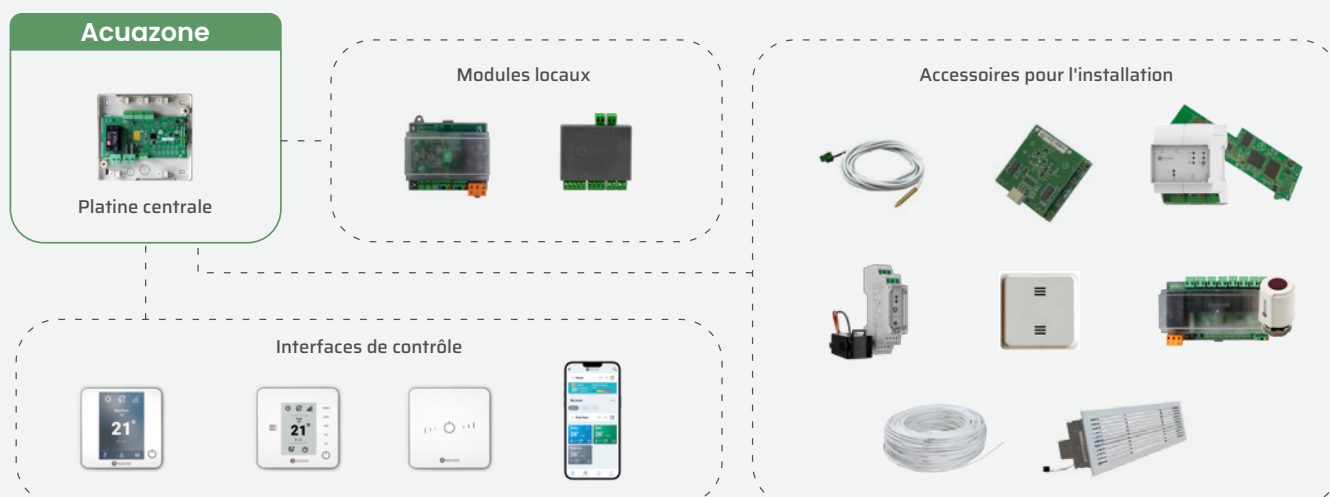 Acuazone
Platine centrale
Modules locaux
Accessoires pour l'installation
Interfaces de contrôle
21°
21°